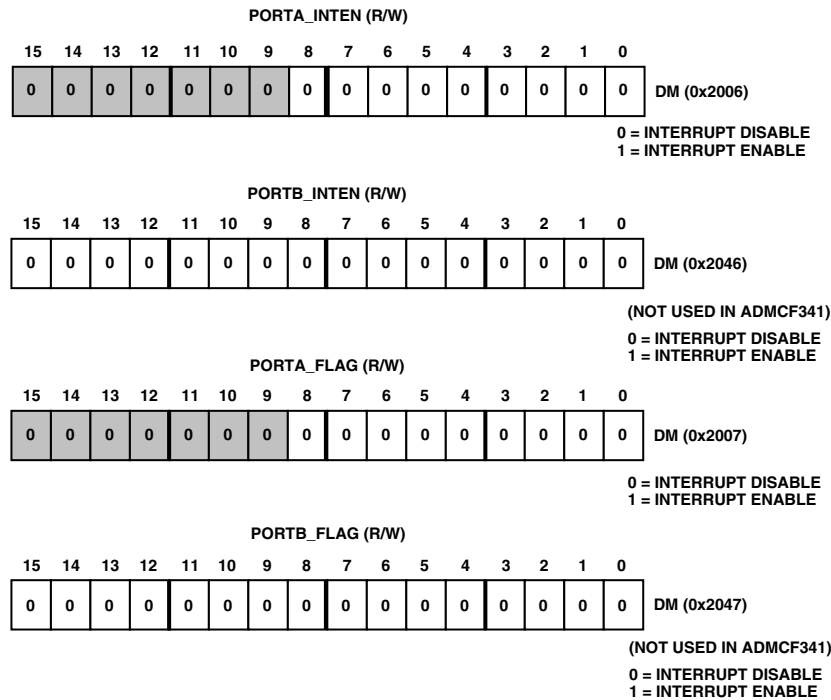 PORTA_INTEN (R/W)
15 14 13 12 11 10 9 8 7 6 5 4 3 2 1 0
0 0 0 0 0 0 0 0 0 0 0 0 0 0 0 0 DM (0x2006)
0 = INTERRUPT DISABLE
1 = INTERRUPT ENABLE
PORTB_INTEN (R/W)
15 14 13 12 11 10 9 8 7 6 5 4 3 2 1 0
0 0 0 0 0 0 0 0 0 0 0 0 0 0 0 0 DM (0x2046)
(NOT USED IN ADMCF341)
0 = INTERRUPT DISABLE
1 = INTERRUPT ENABLE
PORTA_FLAG (R/W)
15 14 13 12 11 10 9 8 7 6 5 4 3 2 1 0
0 0 0 0 0 0 0 0 0 0 0 0 0 0 0 0 DM (0x2007)
0 = INTERRUPT DISABLE
1 = INTERRUPT ENABLE
PORTB_FLAG (R/W)
15 14 13 12 11 10 9 8 7 6 5 4 3 2 1 0
0 0 0 0 0 0 0 0 0 0 0 0 0 0 0 0 DM (0x2047)
(NOT USED IN ADMCF341)
0 = INTERRUPT DISABLE
1 = INTERRUPT ENABLE